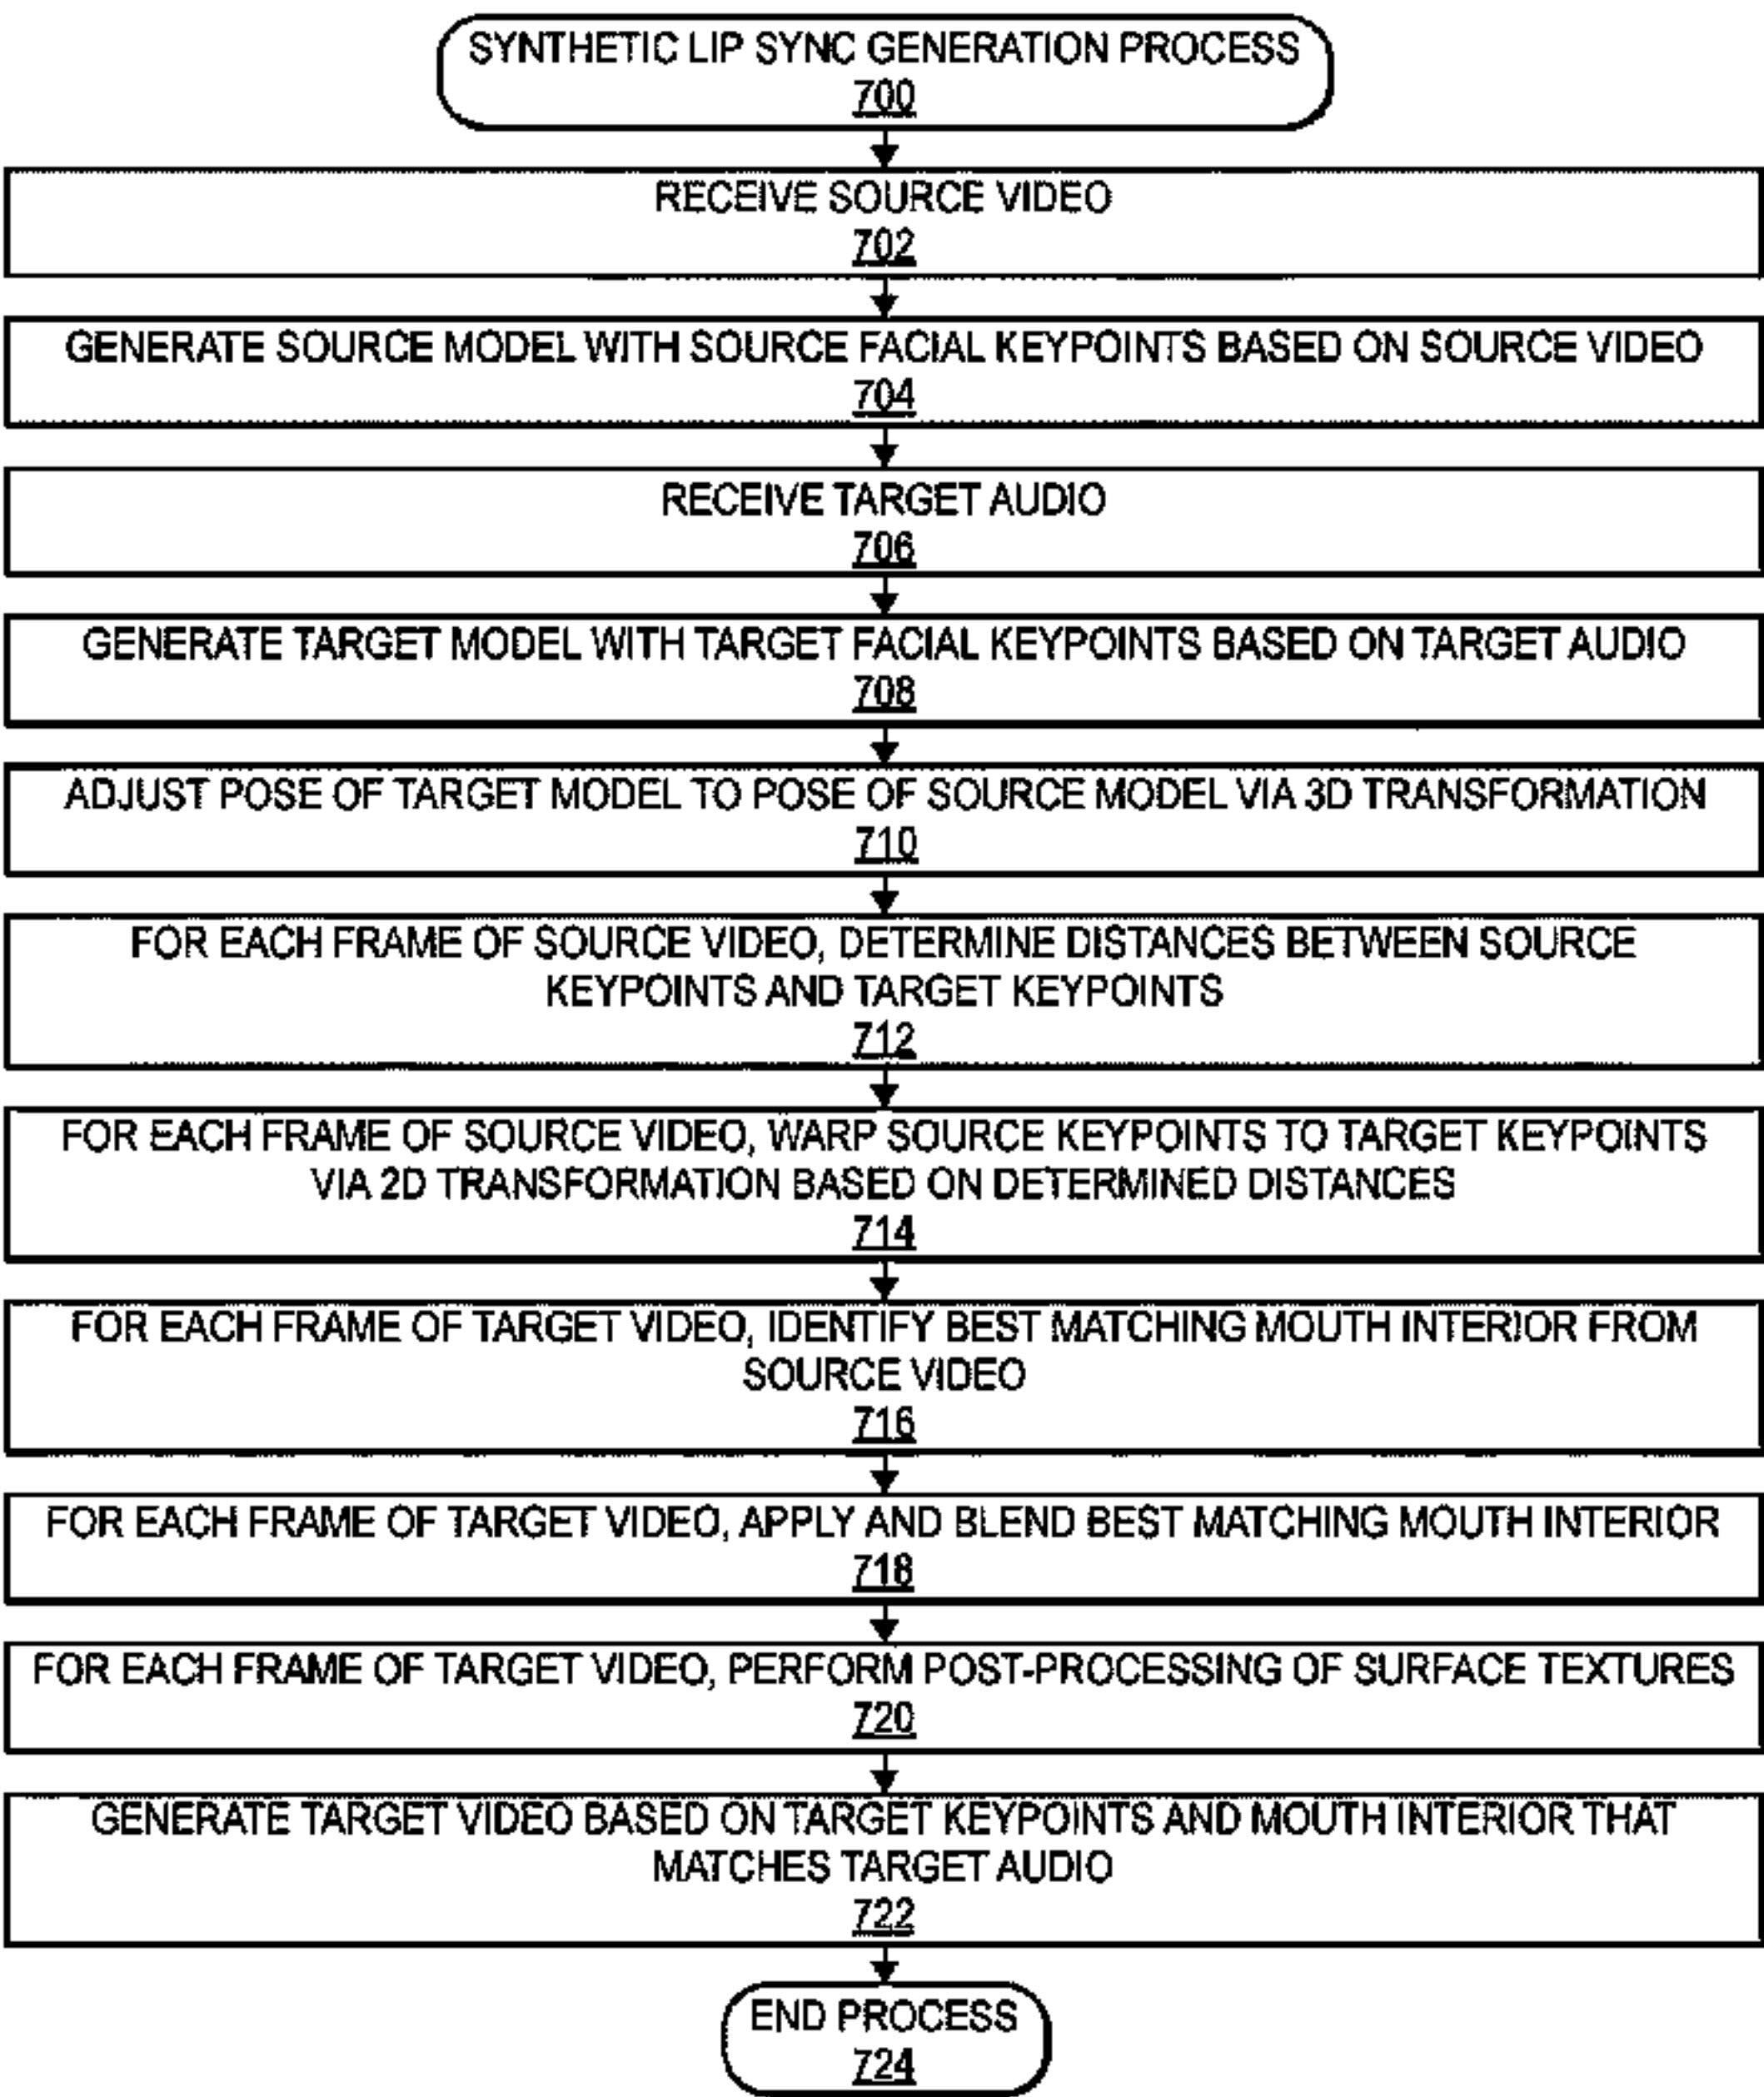 SYNTHETIC LIP SYNC GENERATION PROCESS
700
RECEIVE SOURCE VIDEO
702
GENERATE SOURCE MODEL WITH SOURCE FACIAL KEYPOINTS BASED ON SOURCE VIDEO
704
RECEIVE TARGET AUDIO
706
GENERATE TARGET MODEL WITH TARGET FACIAL KEYPOINTS BASED ON TARGET AUDIO
708
ADJUST POSE OF TARGET MODEL TO POSE OF SOURCE MODEL VIA 3D TRANSFORMATION
710
FOR EACH FRAME OF SOURCE VIDEO, DETERMINE DISTANCES BETWEEN SOURCE
KEYPOINTS AND TARGET KEYPOINTS
712
FOR EACH FRAME OF SOURCE VIDEO, WARP SOURCE KEYPOINTS TO TARGET KEYPOINTS
VIA 2D TRANSFORMATION BASED ON DETERMINED DISTANCES
714
FOR EACH FRAME OF TARGET VIDEO, IDENTIFY BEST MATCHING MOUTH INTERIOR FROM
SOURCE VIDEO
716
FOR EACH FRAME OF TARGET VIDEO, APPLY AND BLEND BEST MATCHING MOUTH INTERIOR
718
FOR EACH FRAME OF TARGET VIDEO, PERFORM POST-PROCESSING OF SURFACE TEXTURES
720
GENERATE TARGET VIDEO BASED ON TARGET KEYPOINTS AND MOUTH INTERIOR THAT
MATCHES TARGET AUDIO
722
END PROCESS
724